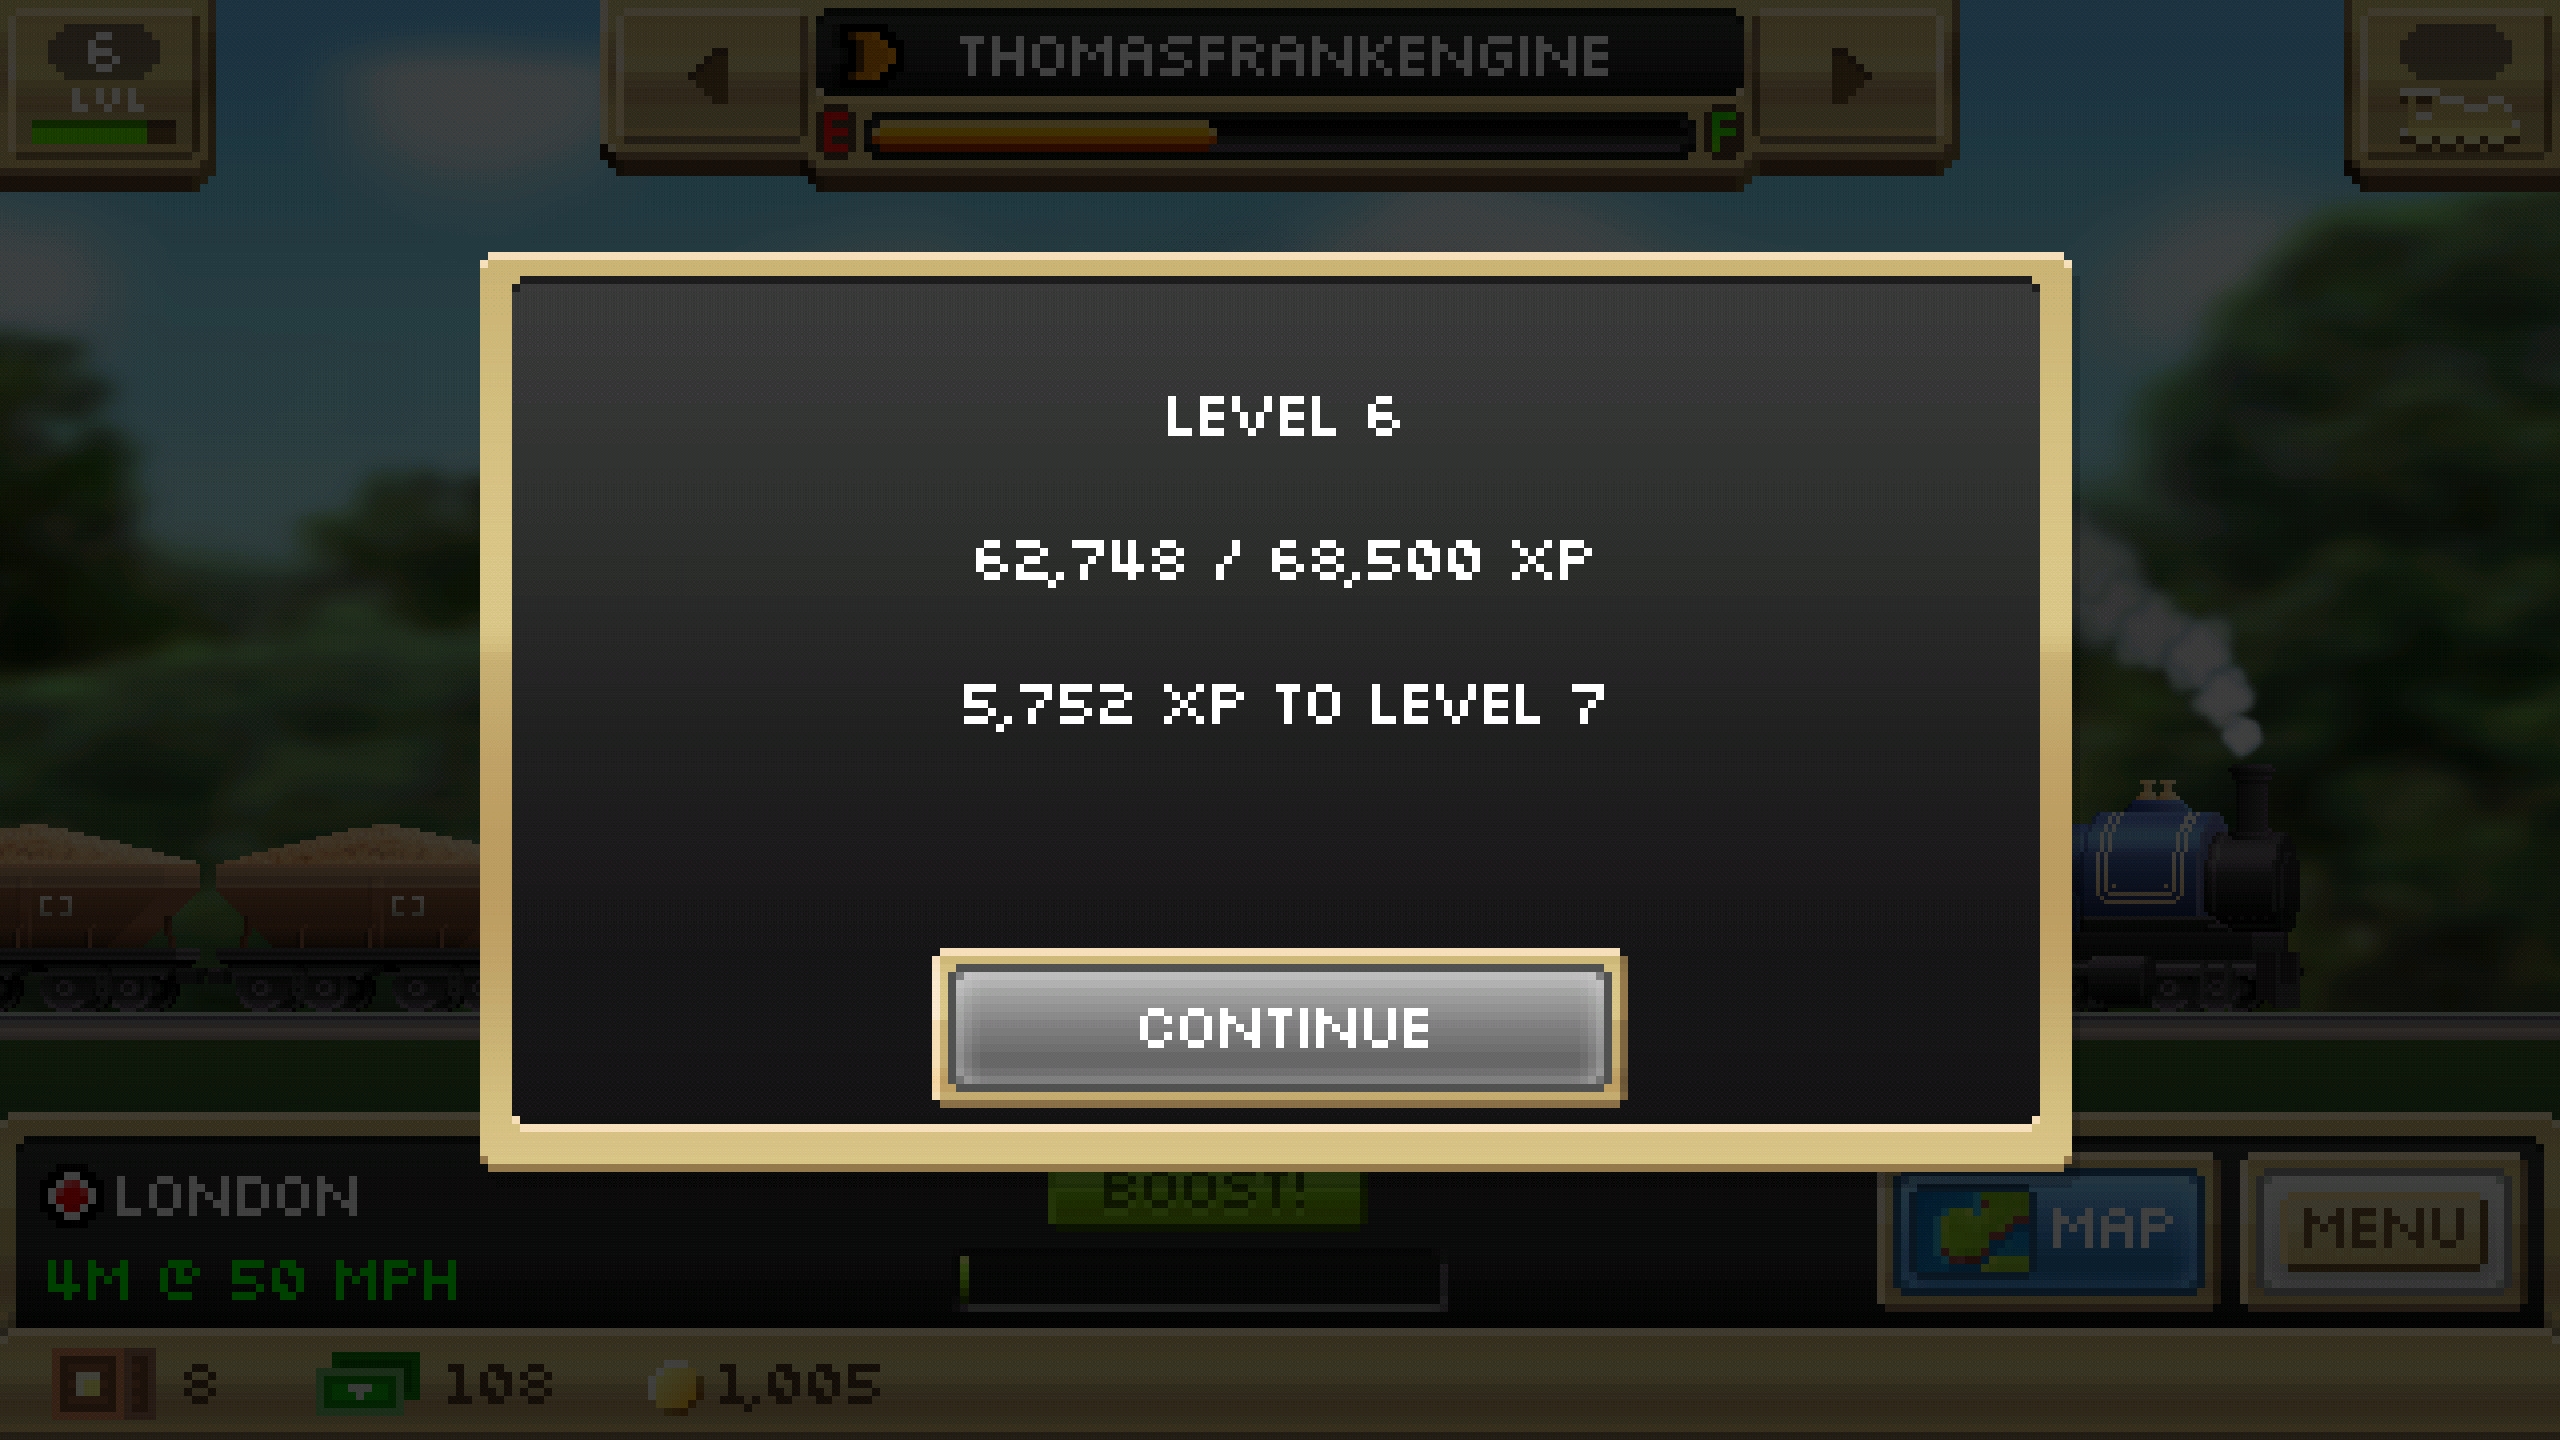 6
LVL
THOMASFRANKENGINE
E
F
LEVEL 6
62,748 / 68,500 XP
5,752 XP TO LEVEL 7
CONTINUE
LONDON
4M @ 50 MPH
BOOST!
MAP
MENU
8
108
1,005